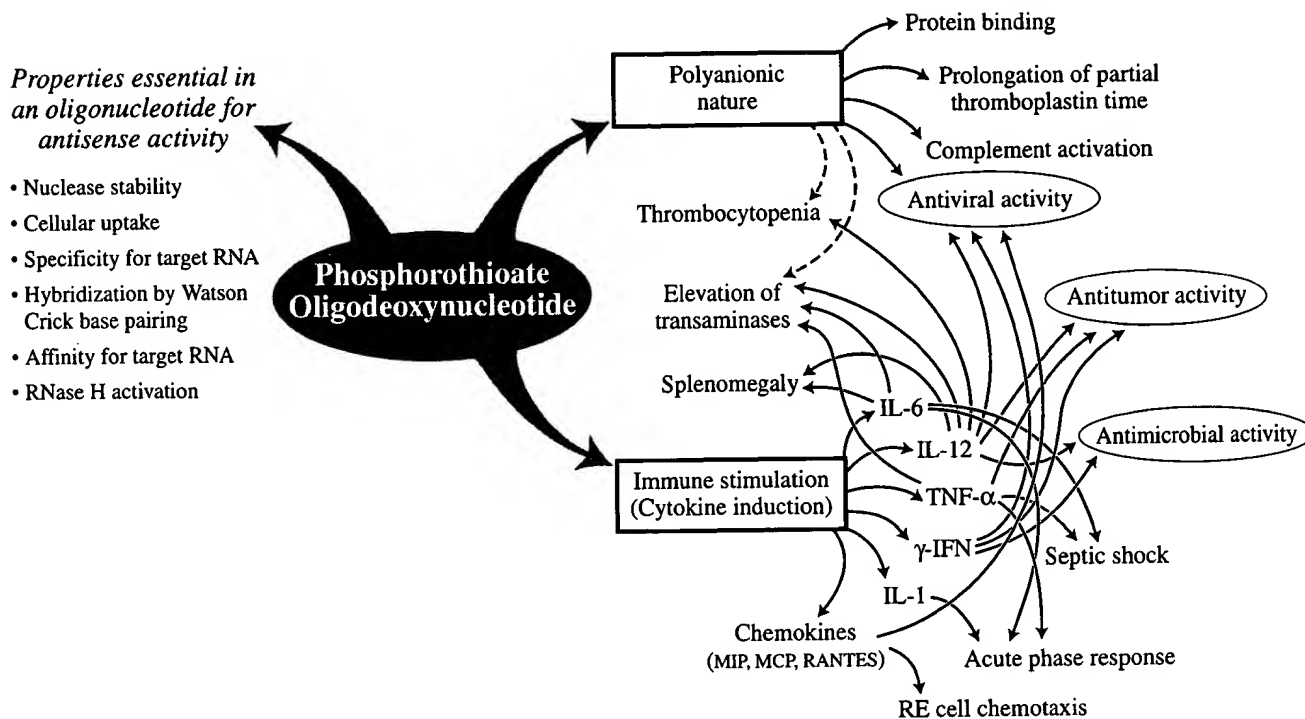 Properties essential in
an oligonucleotide for
antisense activity
• Nuclease stability
• Cellular uptake
• Specificity for target RNA
• Hybridization by Watson
Crick base pairing
• Affinity for target RNA
• RNase H activation
Phosphorothioate
Oligodeoxynucleotide
Polyanionic
nature
Protein binding
Prolongation of partial
thromboplastin time
Complement activation
Antiviral activity
Thrombocytopenia
Elevation of
transaminases
Antitumor activity
Splenomegaly
IL-6
IL-12
Antimicrobial activity
Immune stimulation
(Cytokine induction)
TNF-α
γ-IFN
Septic shock
IL-1
Chemokines
(MIP, MCP, RANTES)
Acute phase response
RE cell chemotaxis